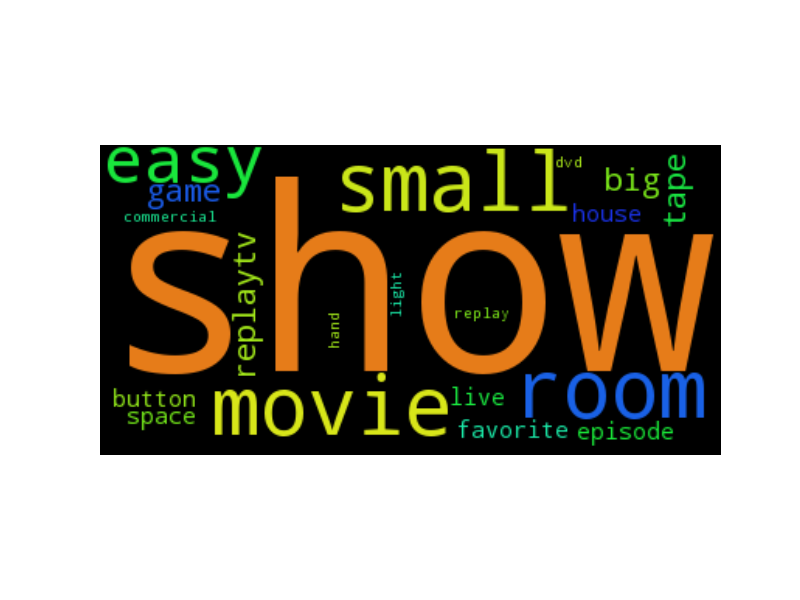 easy
small
dvd
big
tape
game
house
commercial
show
replaytv
light
hand
replay
room
movie
live
button
space
favorite
episode